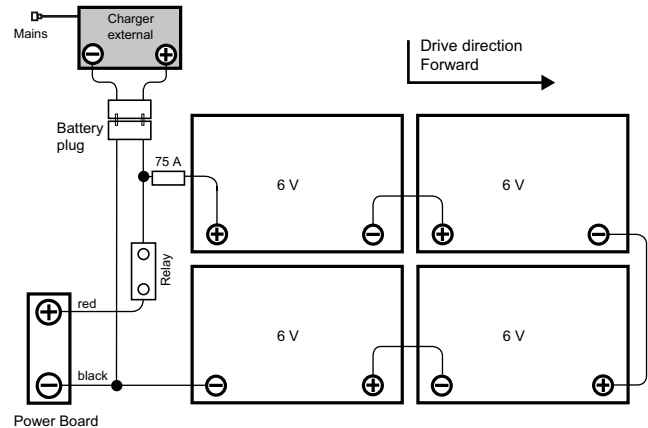 Charger
external
Mains
Drive direction
Forward
Battery
plug
75 A
6 V
6 V
Relay
6 V
6 V
red
black
Power Board